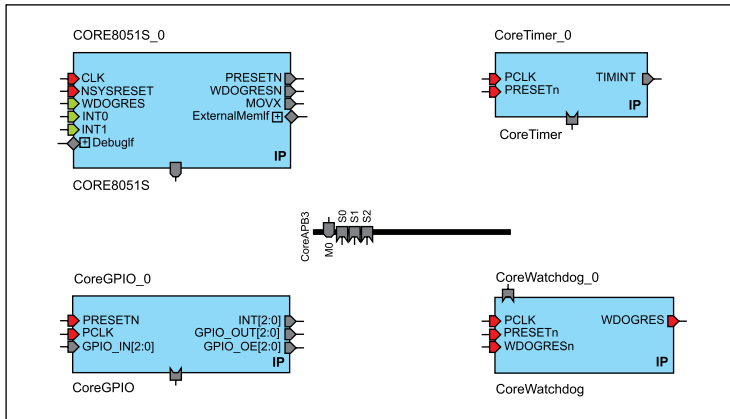 CORE8051S_0
CLK
NSYSRESET
WDOGRES
INT0
INT1
DebugIf
PRESETN
WDOGRESN
MOVX
ExternalMemIf
IP
CORE8051S
CoreTimer_0
PCLK
PRESETn
TIMINT
IP
CoreTimer
CoreAPB3
M0
S0
S1
S2
CoreGPIO_0
PRESETN
PCLK
GPIO_IN[2:0]
INT[2:0]
GPIO_OUT[2:0]
GPIO_OE[2:0]
IP
CoreGPIO
CoreWatchdog_0
PCLK
PRESETn
WDOGRESn
WDOGRES
IP
CoreWatchdog